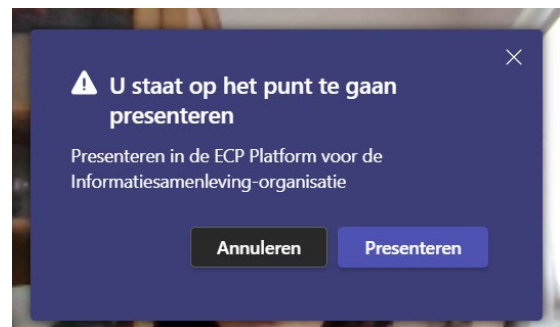 U staat op het punt te gaan
presenteren
Presenteren in de ECP Platform voor de
Informatiesamenleving-organisatie
Annuleren
Presenteren